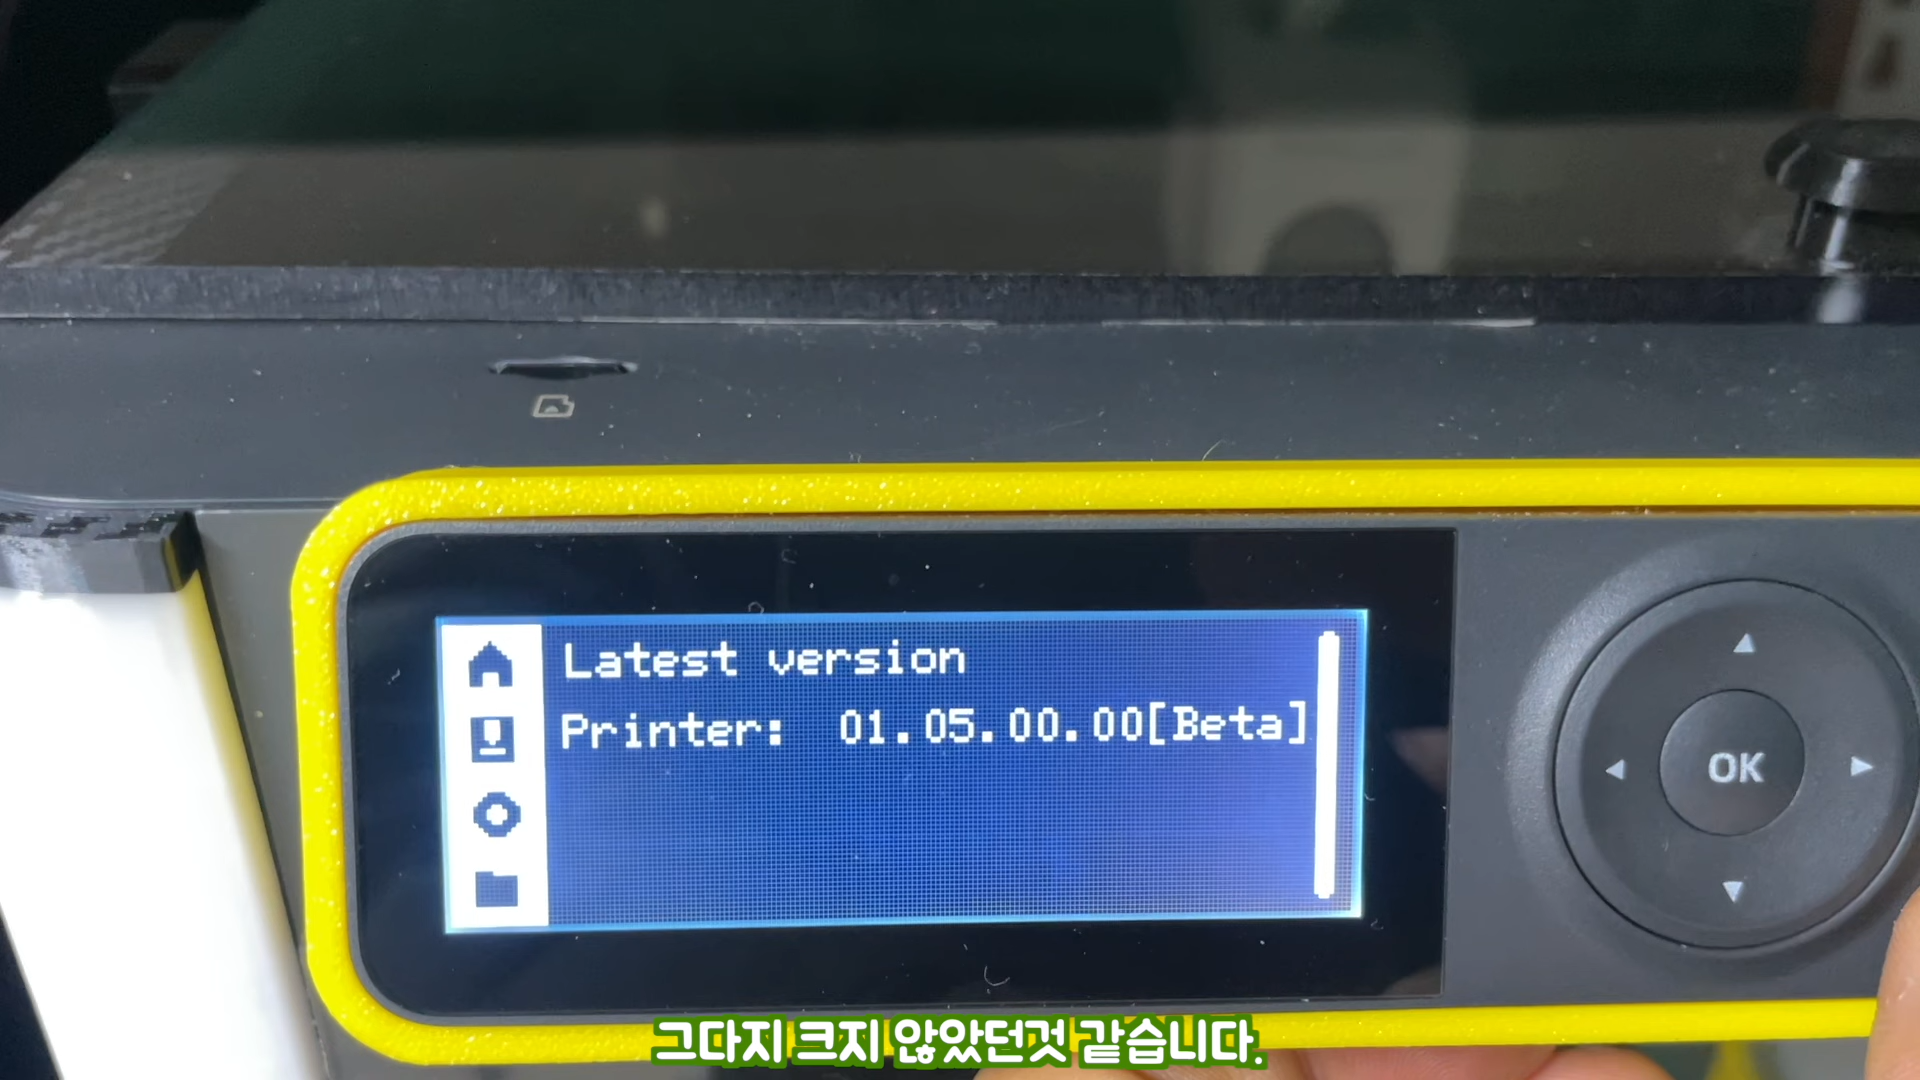 Latest version
Printer: 01.05.00.00[Beta]
OK
그다지 크지 않았던것 같습니다.